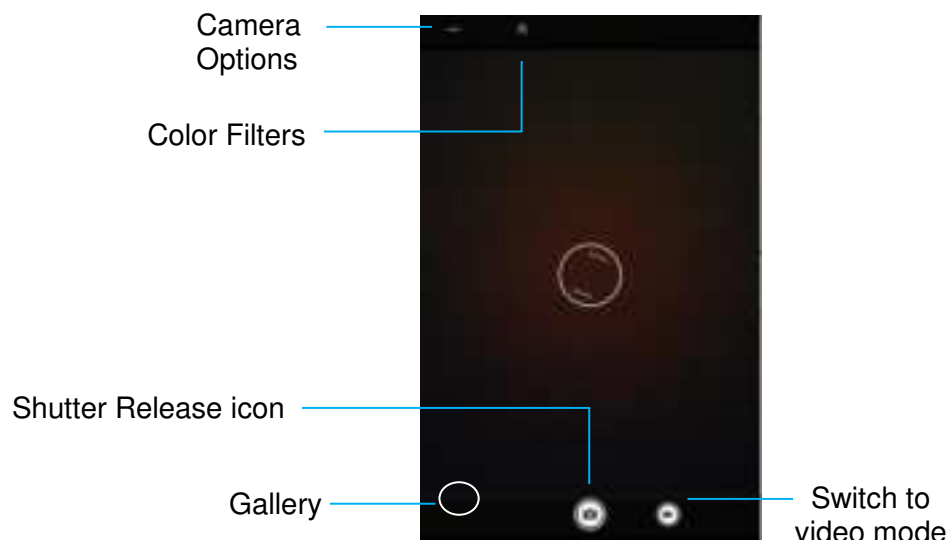 Camera
Options
Color Filters
Shutter Release icon
Gallery
Switch to
video mode